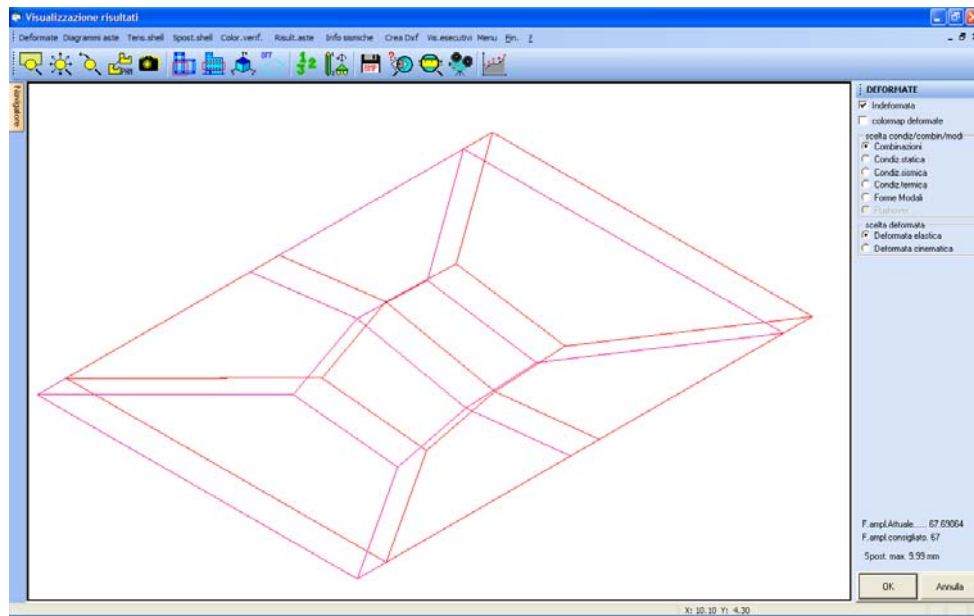 Visualizzazione risultati
Deformate Diagrammi aste Tens.shell Spost.shell Color.verif. Risult.aste Info sismiche Crea Dxf Vis.esecutivi Menu Fin. ?
OFF
Navigatore
DEFORMATE
Indeformata
colormap deformate
scelta condiz/combin/modi
Combinazioni
Condiz.statica
Condiz.sismica
Condiz.termica
Forme Modali
scelta deformata
Deformata elastica
Deformata cinematica
F.ampl.Attuale..... 67.69064
F.ampl.consigliato. 67
Spost. max. 9.99 mm
OK Annulla
X: 10.10 Y: 4.30